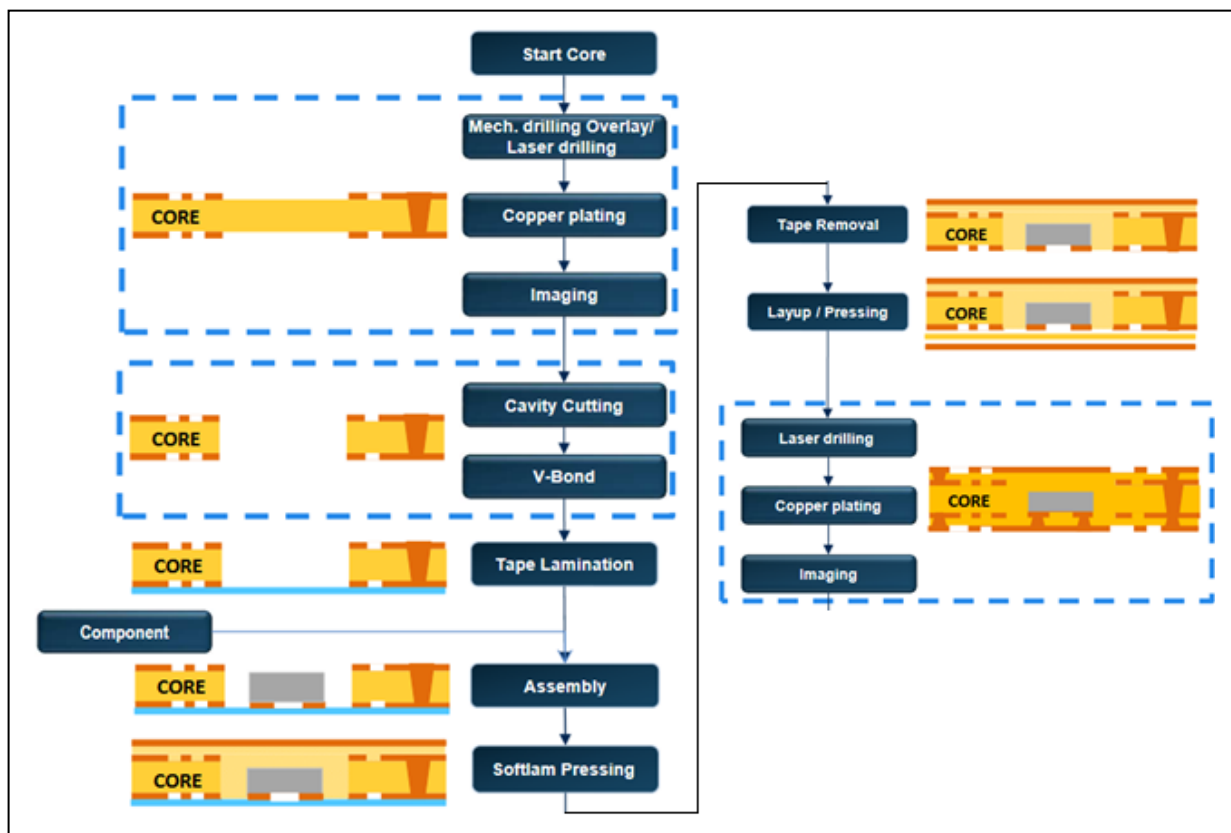 Start Core
Mech. drilling Overlay/
Laser drilling
CORE
Copper plating
Imaging
Cavity Cutting
CORE
V-Bond
CORE
Tape Lamination
Component
CORE
Assembly
CORE
Softlam Pressing
Tape Removal
CORE
Layup / Pressing
CORE
Laser drilling
Copper plating
CORE
Imaging